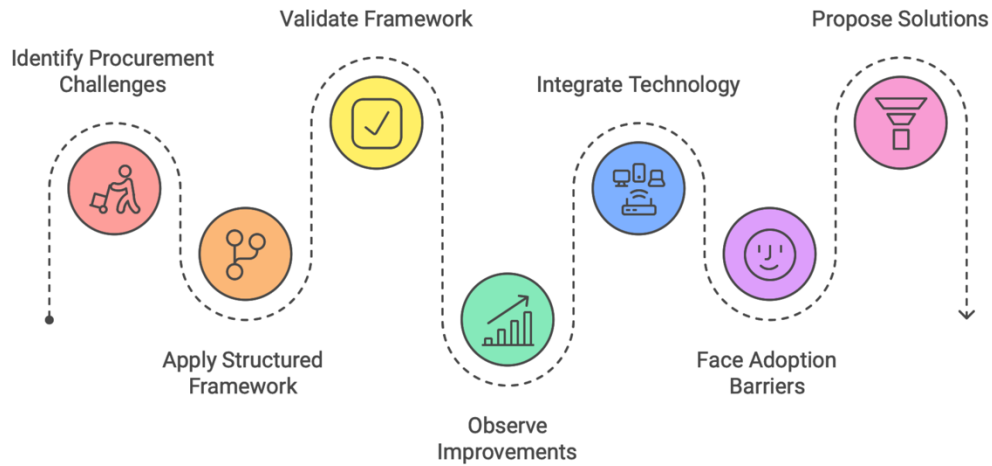 Identify Procurement
Challenges
Apply Structured
Framework
Validate Framework
Observe
Improvements
Integrate Technology
Face Adoption
Barriers
Propose Solutions